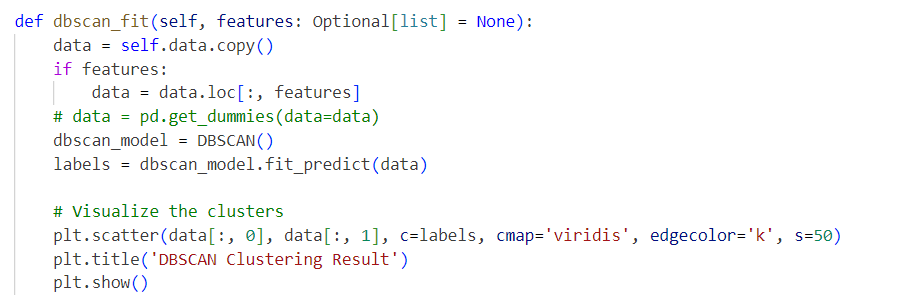 def dbscan_fit(self, features: Optional[list] = None):
    data = self.data.copy()
    if features:
        data = data.loc[:, features]
    # data = pd.get_dummies(data=data)
    dbscan_model = DBSCAN()
    labels = dbscan_model.fit_predict(data)

    # Visualize the clusters
    plt.scatter(data[:, 0], data[:, 1], c=labels, cmap='viridis', edgecolor='k', s=50)
    plt.title('DBSCAN Clustering Result')
    plt.show()